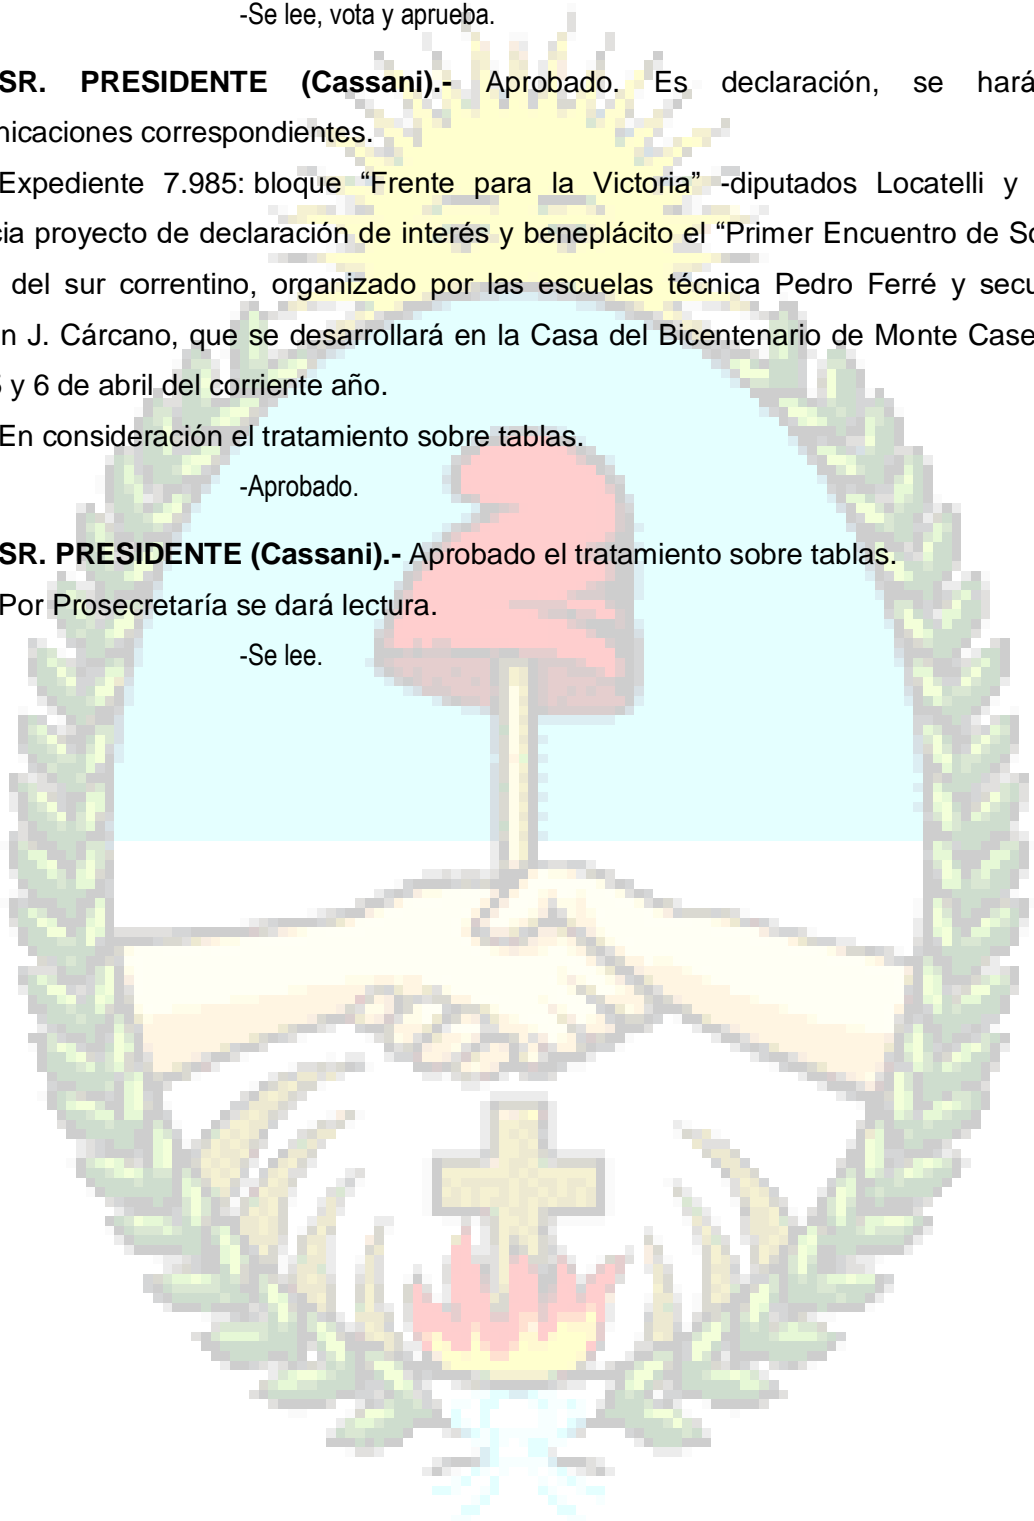 -Se lee, vota y aprueba.
SR. PRESIDENTE (Cassani).- Aprobado. Es declaración, se hará
nicaciones correspondientes.
Expediente 7.985: bloque “Frente para la Victoria” -diputados Locatelli y
cia proyecto de declaración de interés y beneplácito el “Primer Encuentro de So
del sur correntino, organizado por las escuelas técnica Pedro Ferré y secu
n J. Cárcano, que se desarrollará en la Casa del Bicentenario de Monte Case
5 y 6 de abril del corriente año.
En consideración el tratamiento sobre tablas.
-Aprobado.
SR. PRESIDENTE (Cassani).- Aprobado el tratamiento sobre tablas.
Por Prosecretaría se dará lectura.
-Se lee.